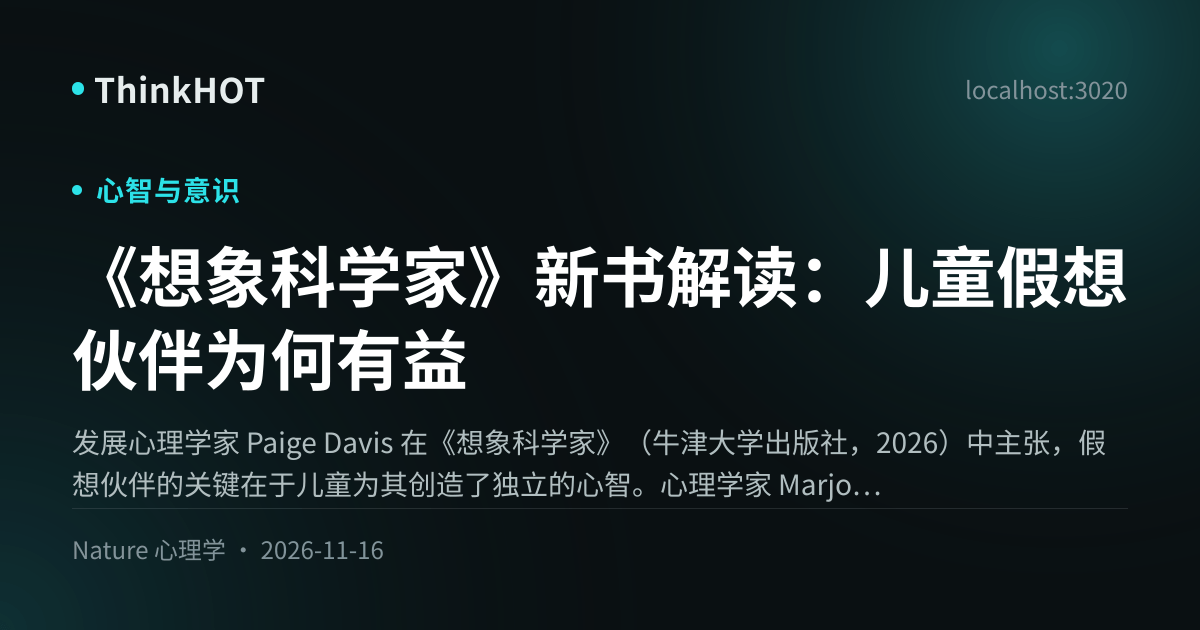 ThinkHOT
localhost:3020
心智与意识
《想象科学家》新书解读：儿童假想
伙伴为何有益
发展心理学家 Paige Davis 在《想象科学家》（牛津大学出版社，2026）中主张，假
想伙伴的关键在于儿童为其创造了独立的心智。心理学家 Marjo…
Nature 心理学 · 2026-11-16